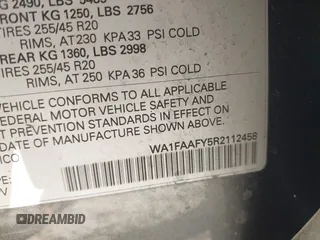 G 2490, LBS
FRONT KG 1250, LBS 2756
TIRES 255/45 R20
RIMS, AT 230 KPA 33 PSI COLD
REAR KG 1360, LBS 2998
TIRES 255/45 R20
RIMS, AT 250 KPA 36 PSI COLD
VEHICLE CONFORMS TO ALL APPLICABLE
FEDERAL MOTOR VEHICLE SAFETY AND
T PREVENTION STANDARDS IN EFFECT
DATE OF MANUFACTURE SHOWN
WA1FAAFY5R2112458
TYPE:
V
DREAMBID